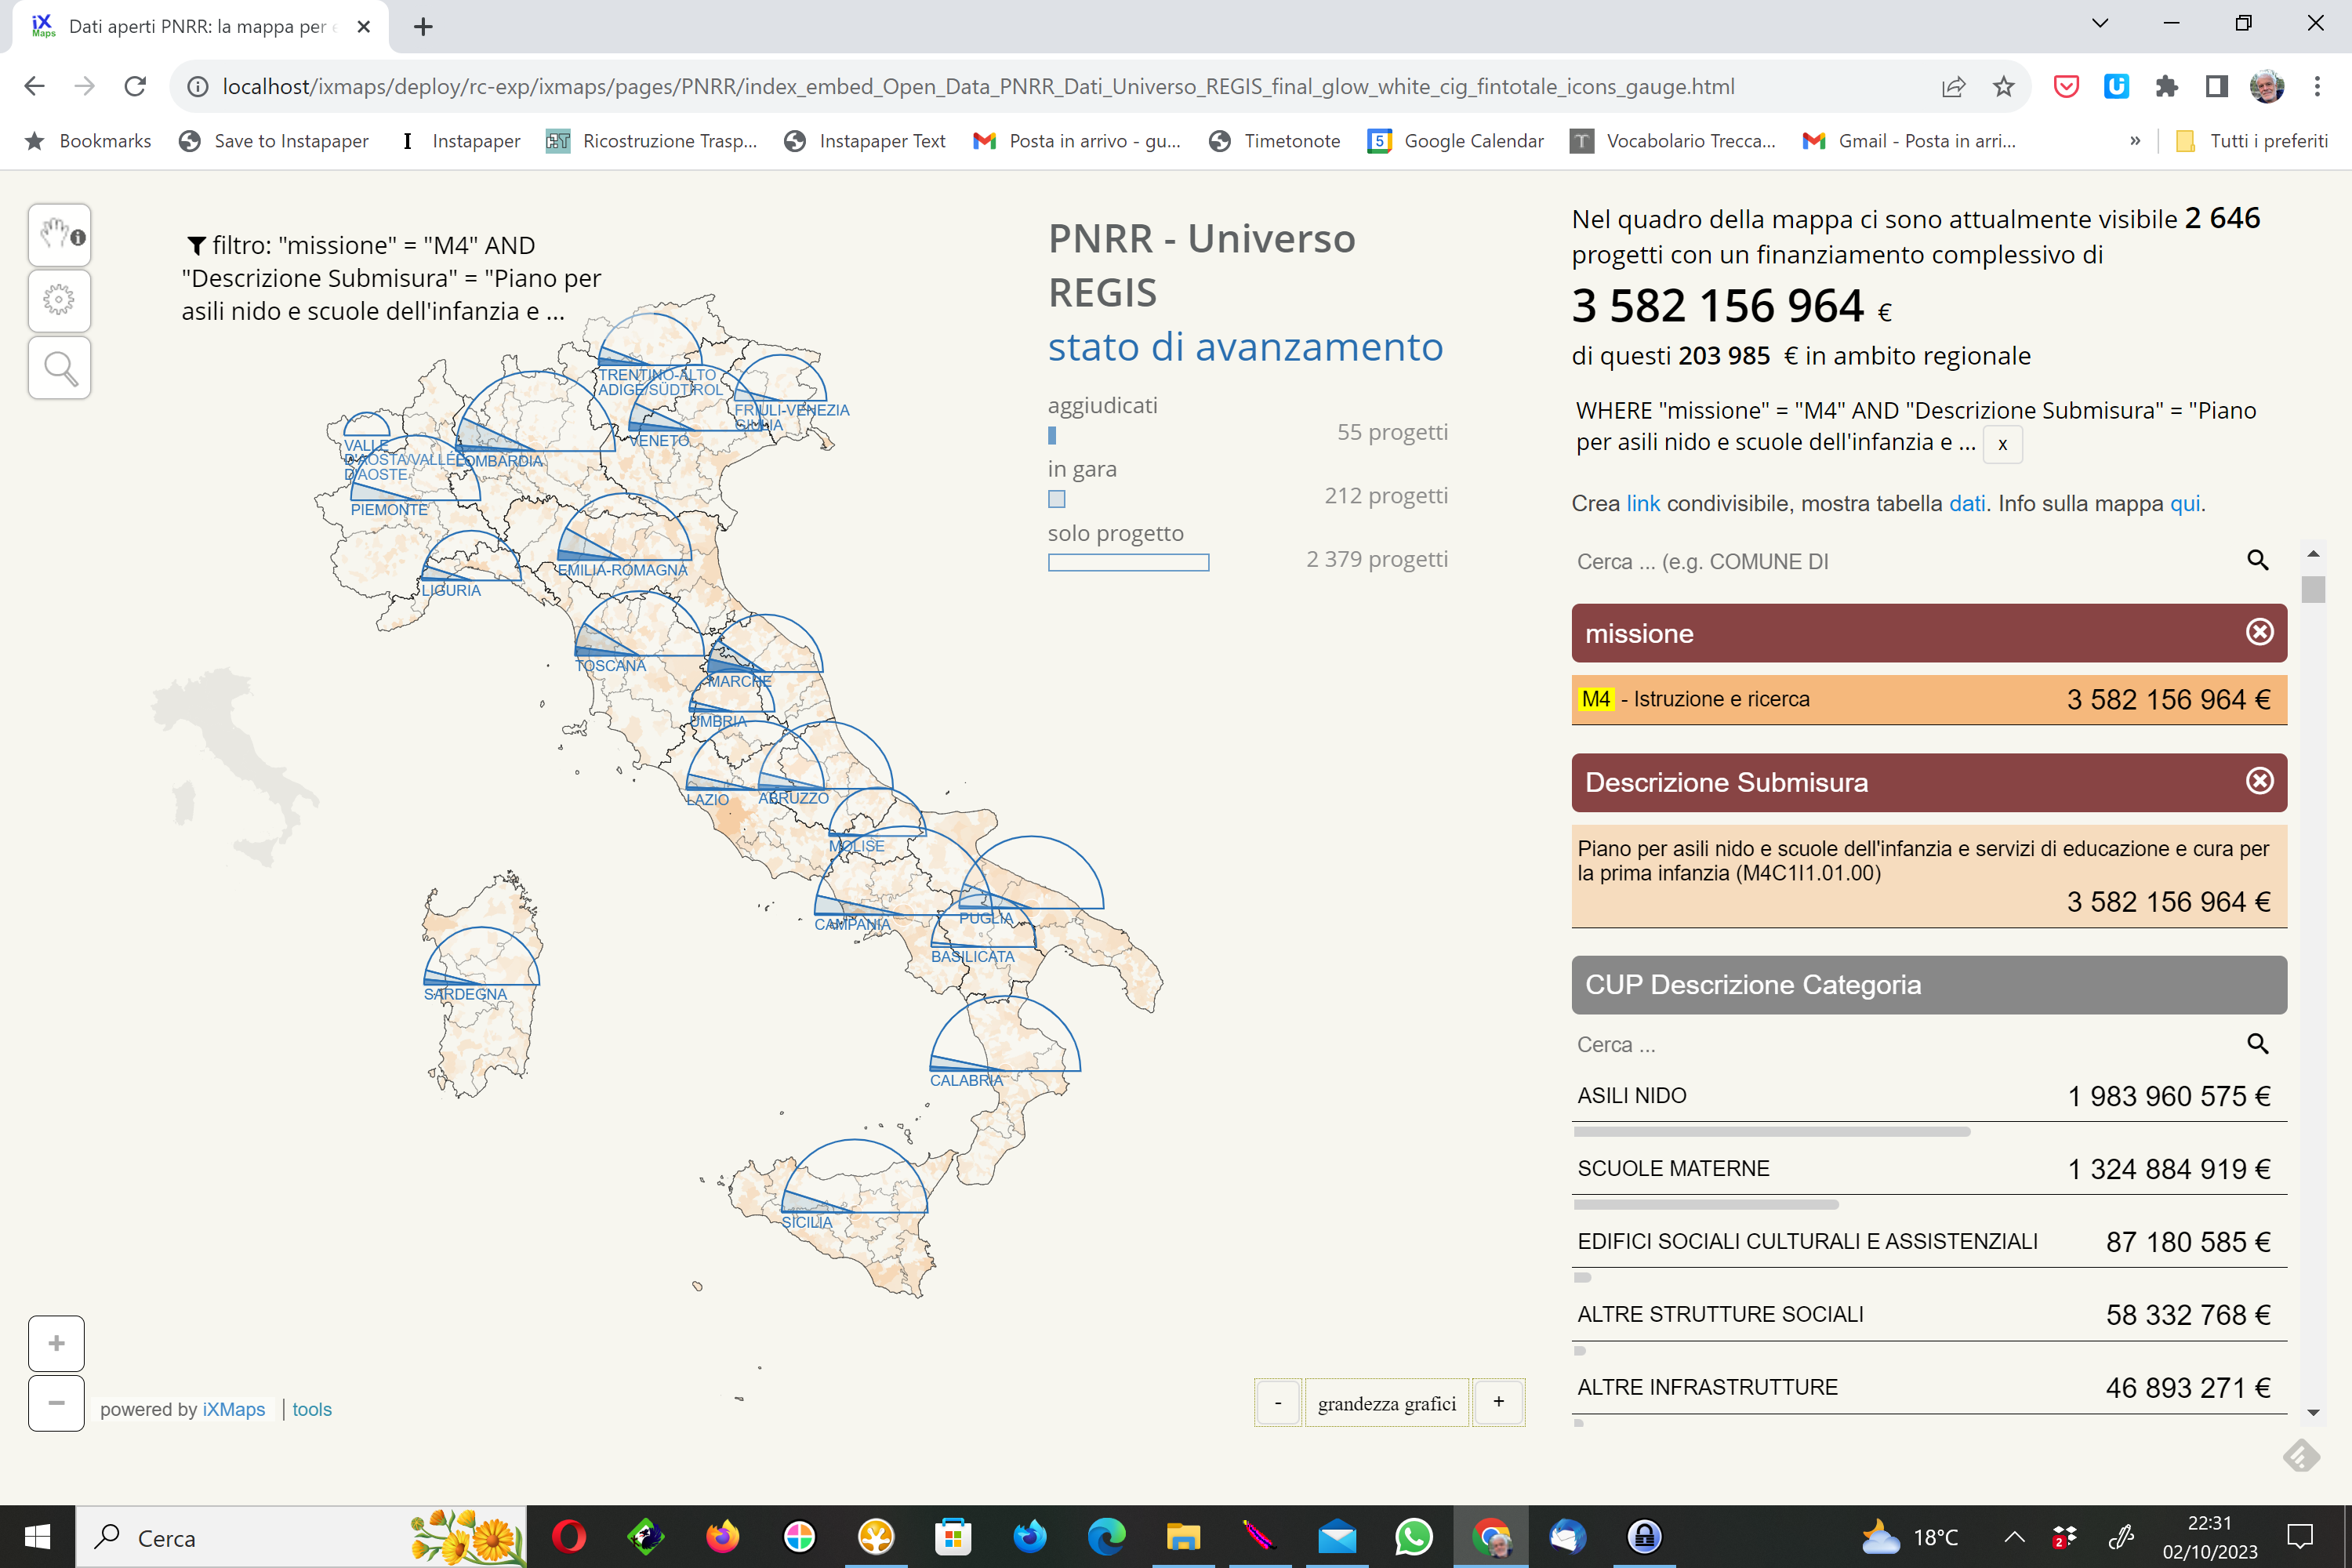 iX
Maps
Dati aperti PNRR: la mappa per e
localhost/ixmaps/deploy/rc-exp/ixmaps/pages/PNRR/index_embed_Open_Data_PNRR_Dati_Universo_REGIS_final_glow_white_cig_fintotale_icons_gauge.html
Bookmarks
Save to Instapaper
Instapaper
Ricostruzione Trasp...
Instapaper Text
Posta in arrivo - gu...
Timetonote
5
Google Calendar
Vocabolario Trecca...
Gmail - Posta in arri...
»
Tutti i preferiti
filtro: "missione" = "M4" AND
"Descrizione Submisura" = "Piano per
asili nido e scuole dell'infanzia e ...
TRENTINO-ALTO
ADIGE/SÜDTIROL
FRIULI-VENEZIA
GIULIA
VENETO
VALLE
D'AOSTA/VALLÉE
D'AOSTE
LOMBARDIA
PIEMONTE
EMILIA-ROMAGNA
LIGURIA
TOSCANA
MARCHE
UMBRIA
LAZIO
ABRUZZO
MOLISE
CAMPANIA
PUGLIA
BASILICATA
SARDEGNA
CALABRIA
SICILIA
PNRR - Universo
REGIS
stato di avanzamento
aggiudicati
55 progetti
in gara
212 progetti
solo progetto
2 379 progetti
+
−
powered by iXMaps | tools
- grandezza grafici +
Nel quadro della mappa ci sono attualmente visibile 2 646
progetti con un finanziamento complessivo di
3 582 156 964 €
di questi 203 985 € in ambito regionale
WHERE "missione" = "M4" AND "Descrizione Submisura" = "Piano
per asili nido e scuole dell'infanzia e ... x
Crea link condivisibile, mostra tabella dati. Info sulla mappa qui.
Cerca ... (e.g. COMUNE DI
missione
M4 - Istruzione e ricerca 3 582 156 964 €
Descrizione Submisura
Piano per asili nido e scuole dell'infanzia e servizi di educazione e cura per
la prima infanzia (M4C1I1.01.00)
3 582 156 964 €
CUP Descrizione Categoria
Cerca ...
ASILI NIDO 1 983 960 575 €
SCUOLE MATERNE 1 324 884 919 €
EDIFICI SOCIALI CULTURALI E ASSISTENZIALI 87 180 585 €
ALTRE STRUTTURE SOCIALI 58 332 768 €
ALTRE INFRASTRUTTURE 46 893 271 €
Cerca
18°C
2
22:31
02/10/2023